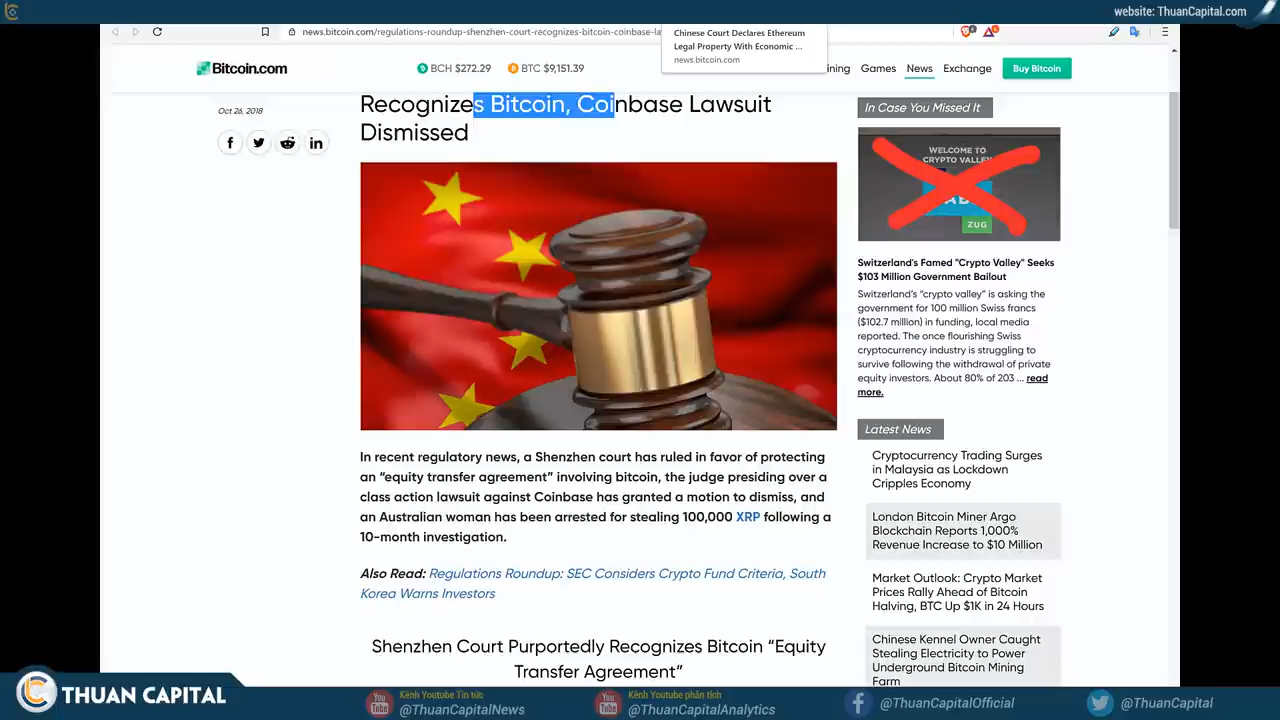 website: ThuanCapital.com
news.bitcoin.com/regulations-roundup-shenzhen-court-recognizes-bitcoin-coinbase-la
Chinese Court Declares Ethereum
Legal Property With Economic ...
news.bitcoin.com
Bitcoin.com
BCH $272.29
BTC $9,151.39
ining
Games
News
Exchange
Buy Bitcoin
Oct 26, 2018
Recognizes Bitcoin, Coinbase Lawsuit
Dismissed
In recent regulatory news, a Shenzhen court has ruled in favor of protecting
an “equity transfer agreement” involving bitcoin, the judge presiding over a
class action lawsuit against Coinbase has granted a motion to dismiss, and
an Australian woman has been arrested for stealing 100,000 XRP following a
10-month investigation.
Also Read: Regulations Roundup: SEC Considers Crypto Fund Criteria, South
Korea Warns Investors
Shenzhen Court Purportedly Recognizes Bitcoin “Equity
Transfer Agreement”
In Case You Missed It
WELCOME TO
CRYPTO VALLEY
ZUG
Switzerland's Famed "Crypto Valley" Seeks
$103 Million Government Bailout
Switzerland's “crypto valley” is asking the
government for 100 million Swiss francs
($102.7 million) in funding, local media
reported. The once flourishing Swiss
cryptocurrency industry is struggling to
survive following the withdrawal of private
equity investors. About 80% of 203 ... read
more.
Latest News
Cryptocurrency Trading Surges
in Malaysia as Lockdown
Cripples Economy
London Bitcoin Miner Argo
Blockchain Reports 1,000%
Revenue Increase to $10 Million
Market Outlook: Crypto Market
Prices Rally Ahead of Bitcoin
Halving, BTC Up $1K in 24 Hours
Chinese Kennel Owner Caught
Stealing Electricity to Power
Underground Bitcoin Mining
Farm
THUAN CAPITAL
You Tube
Kênh Youtube Tin tức
@ThuanCapitalNews
You Tube
Kênh Youtube phân tích
@ThuanCapitalAnalytics
@ThuanCapitalOfficial
@ThuanCapital